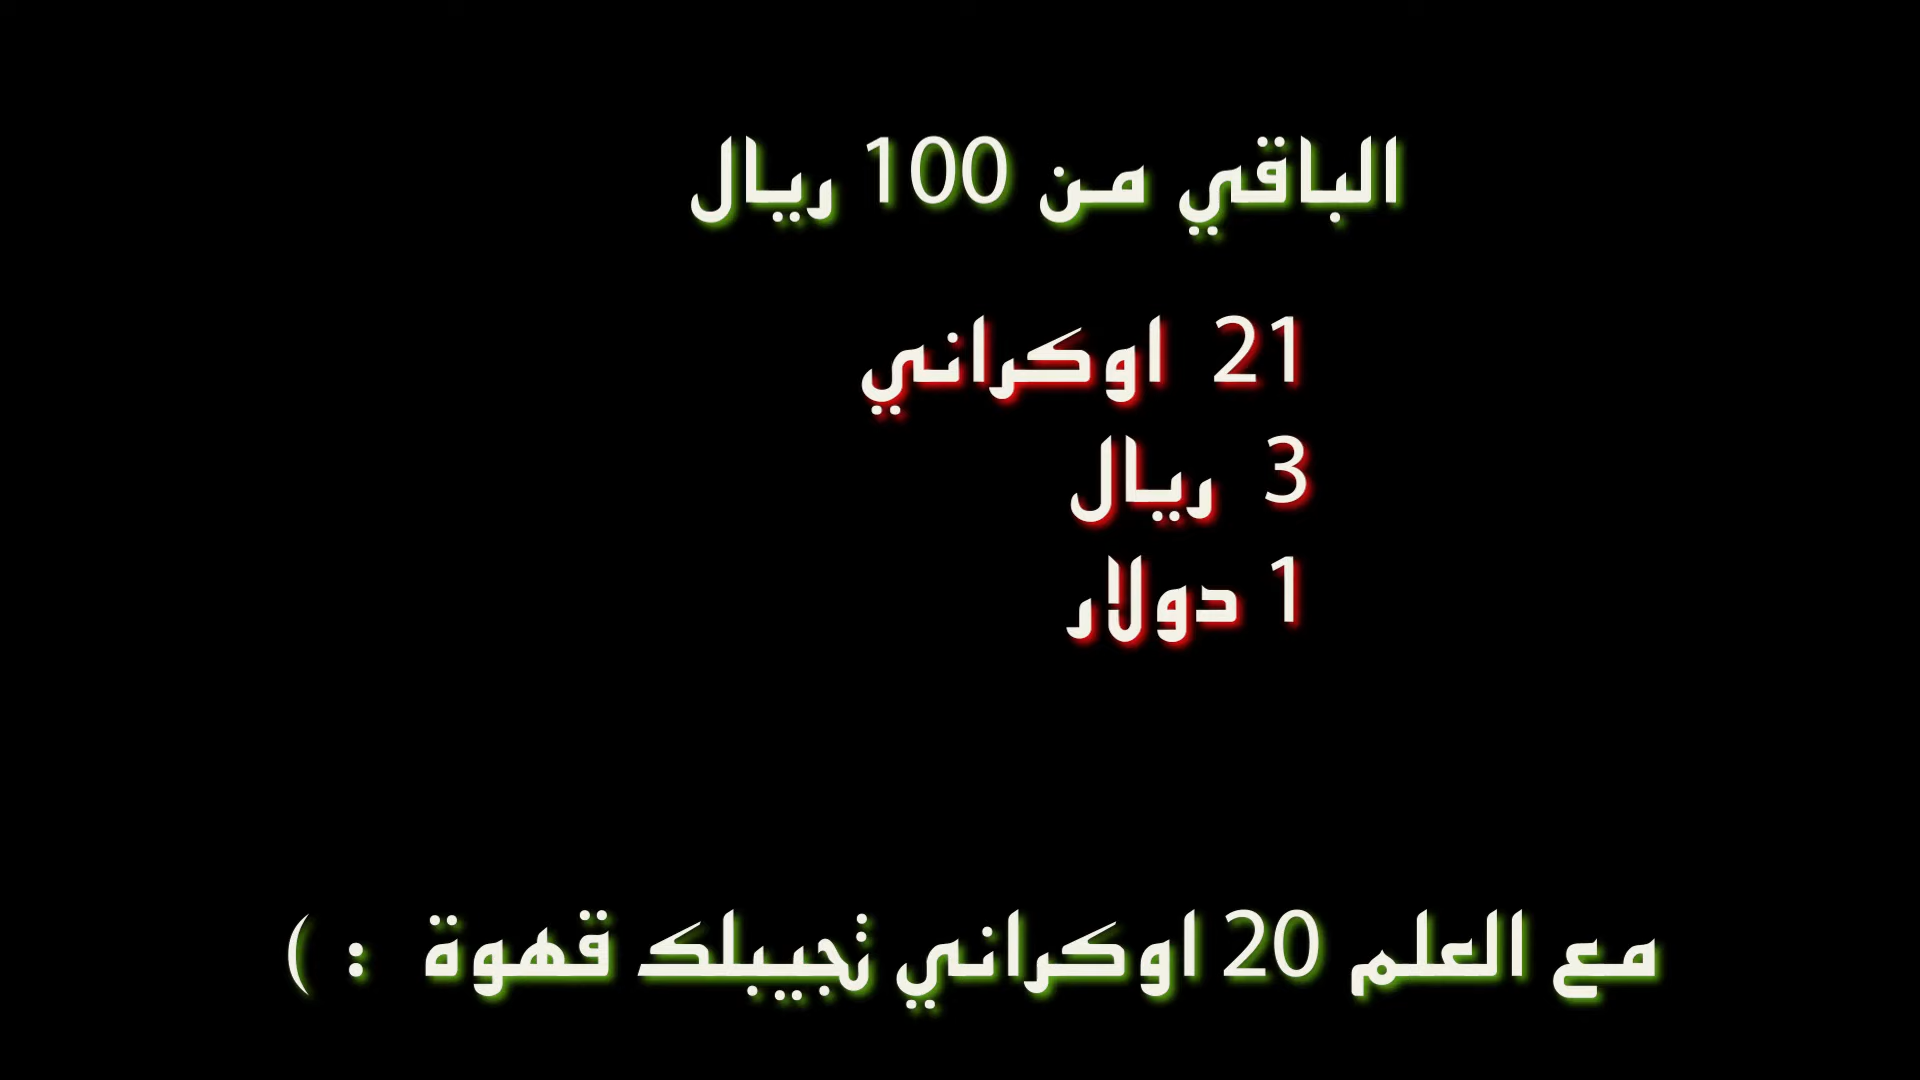 الباقي من 100 ريال
21 اوكراني
3 ريال
1 دولار
مع العلم 20 اوكراني تجيبلك قهوة : )